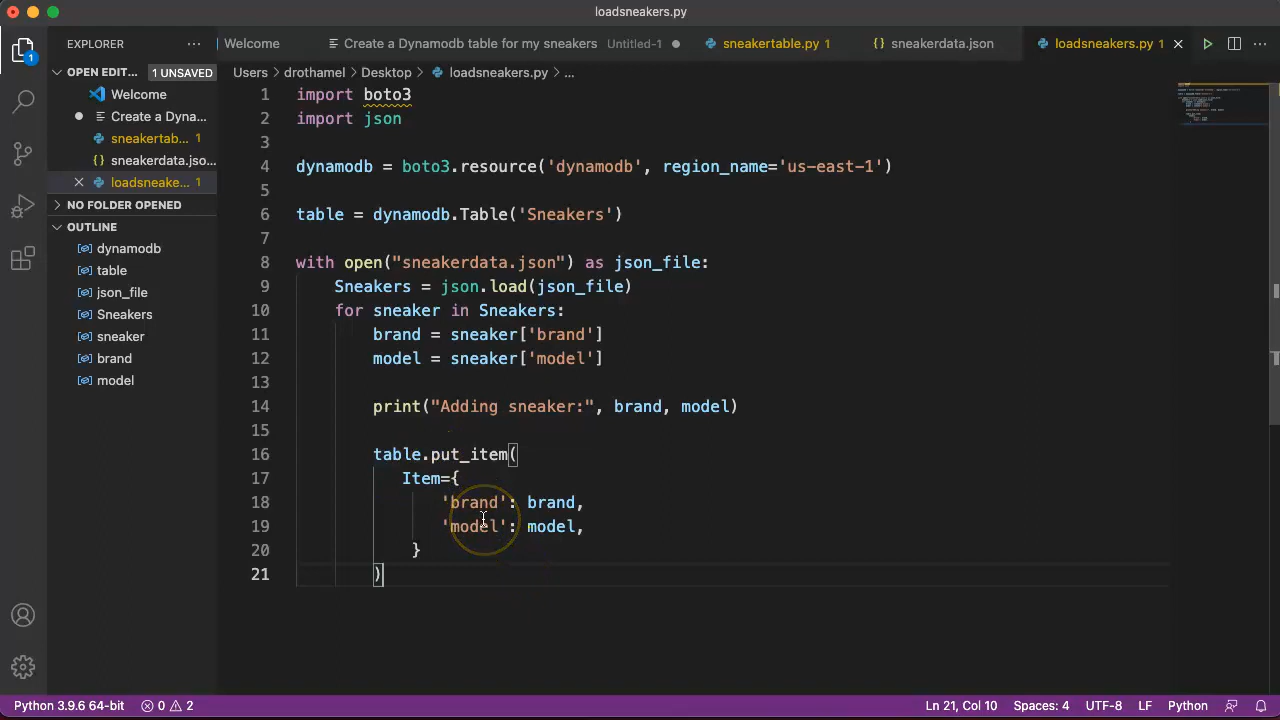 loadsneakers.py
EXPLORER
Welcome
Create a Dynamodb table for my sneakers Untitled-1
sneakertable.py 1
{} sneakerdata.json
loadsneakers.py 1
1
OPEN EDIT... 1 UNSAVED
Welcome
Create a Dyna...
sneakertab... 1
{} sneakerdata.jso...
loadsneake... 1
NO FOLDER OPENED
OUTLINE
dynamodb
table
json_file
Sneakers
sneaker
brand
model
Users > drothamel > Desktop > loadsneakers.py > ...
1 import boto3
2 import json
3
4 dynamodb = boto3.resource('dynamodb', region_name='us-east-1')
5
6 table = dynamodb.Table('Sneakers')
7
8 with open("sneakerdata.json") as json_file:
9 Sneakers = json.load(json_file)
10 for sneaker in Sneakers:
11 brand = sneaker['brand']
12 model = sneaker['model']
13
14 print("Adding sneaker:", brand, model)
15
16 table.put_item(
17 Item={
18 'brand': brand,
19 'model': model,
20 }
21 )
Python 3.9.6 64-bit 0 2 Ln 21, Col 10 Spaces: 4 UTF-8 LF Python